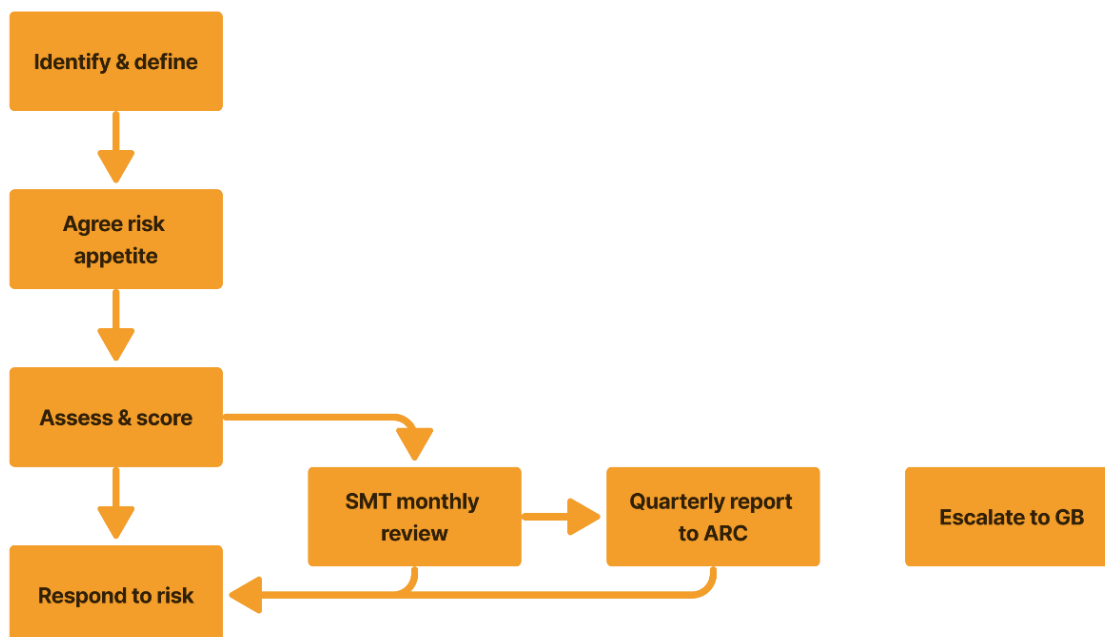 Identify & define
Agree risk
appetite
Assess & score
SMT monthly
review
Quarterly report
to ARC
Escalate to GB
Respond to risk